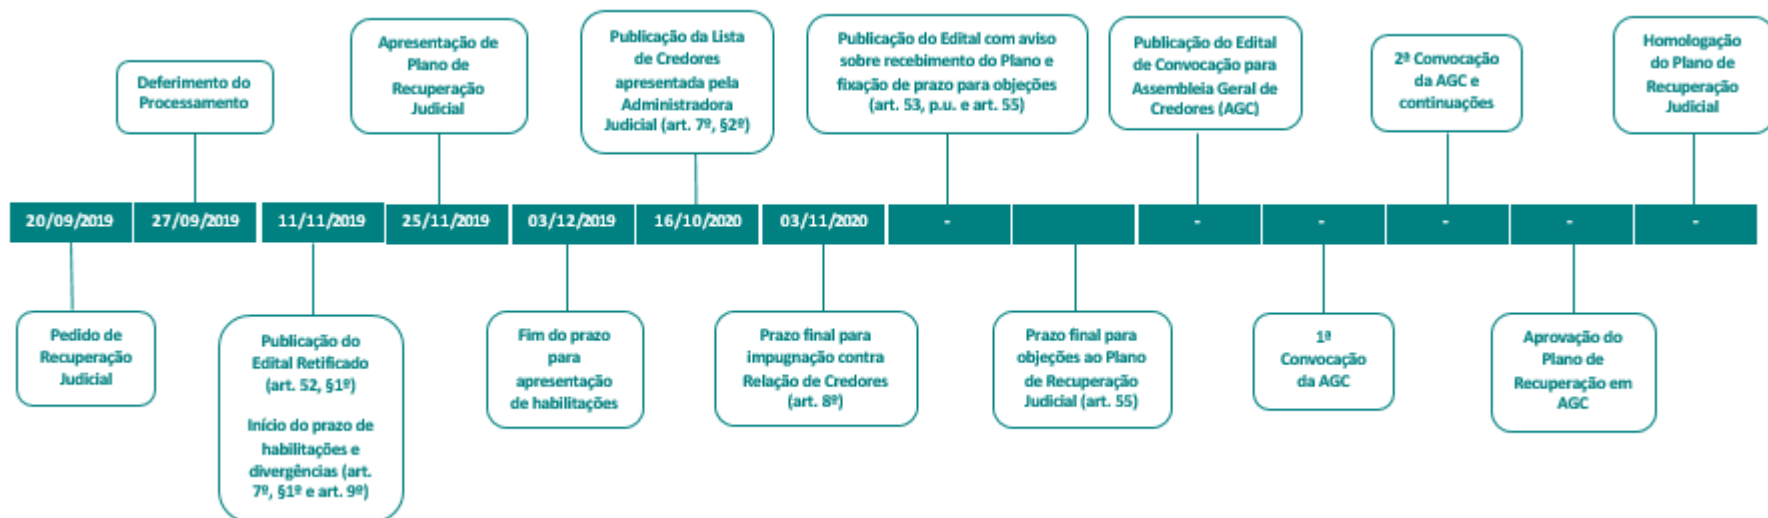 Deferimento do
Processamento
Apresentação de
Plano de
Recuperação
Judicial
Publicação da Lista
de Credores
apresentada pela
Administradora
Judicial (art. 7º, §2º)
Publicação do Edital com aviso
sobre recebimento do Plano e
fixação de prazo para objeções
(art. 53, p.u. e art. 55)
Publicação do Edital
de Convocação para
Assembleia Geral de
Credores (AGC)
2ª Convocação
da AGC e
continuações
Homologação
do Plano de
Recuperação
Judicial
20/09/2019
27/09/2019
11/11/2019
25/11/2019
03/12/2019
16/10/2020
03/11/2020
-
-
-
-
-
-
Pedido de
Recuperação
Judicial
Publicação do
Edital Retificado
(art. 52, §1º)
Início do prazo de
habilitações e
divergências (art.
7º, §1º e art. 9º)
Fim do prazo
para
apresentação
de habilitações
Prazo final para
impugnação contra
Relação de Credores
(art. 8º)
Prazo final para
objeções ao Plano
de Recuperação
Judicial (art. 55)
1ª
Convocação
da AGC
Aprovação do
Plano de
Recuperação em
AGC